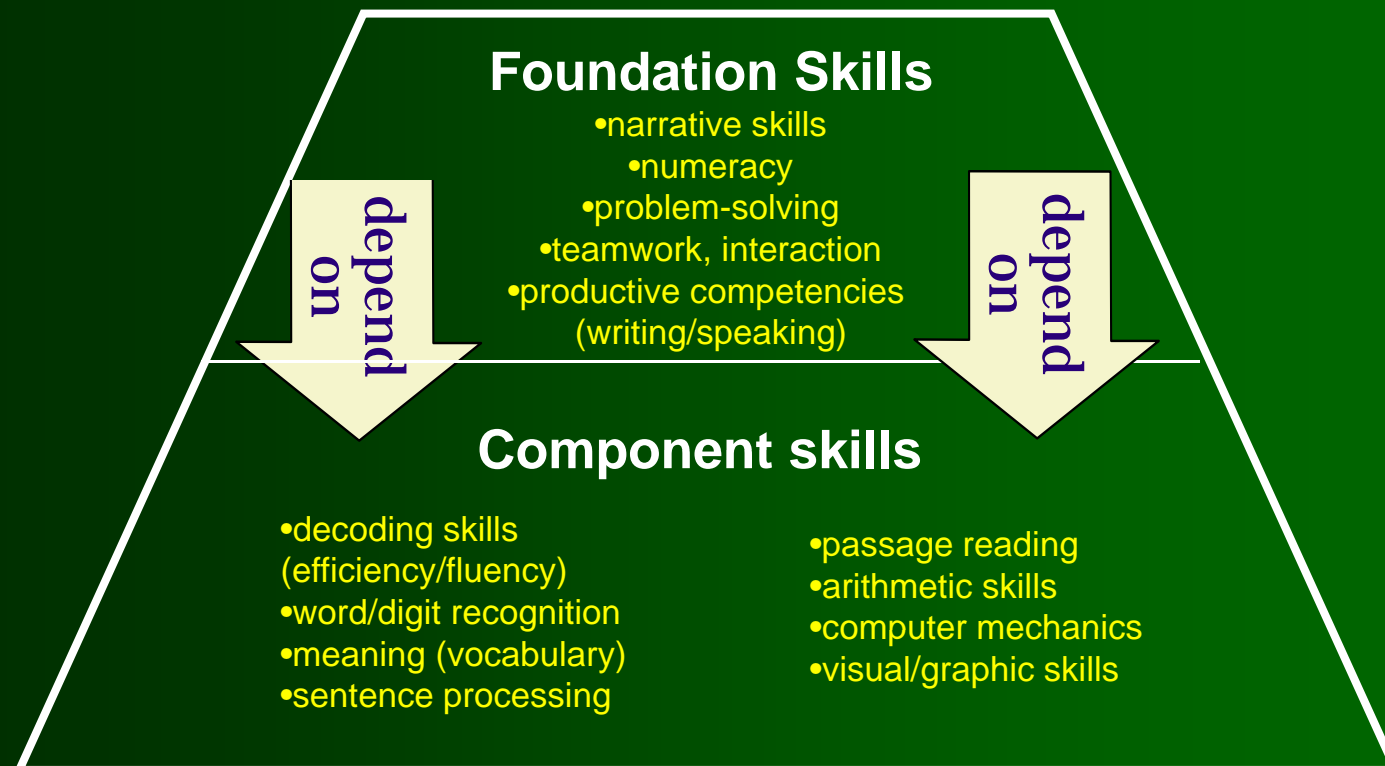 Foundation Skills
•narrative skills
•numeracy
•problem-solving
•teamwork, interaction
•productive competencies
(writing/speaking)
depend
on
depend
on
Component skills
•decoding skills
(efficiency/fluency)
•word/digit recognition
•meaning (vocabulary)
•sentence processing
•passage reading
•arithmetic skills
•computer mechanics
•visual/graphic skills